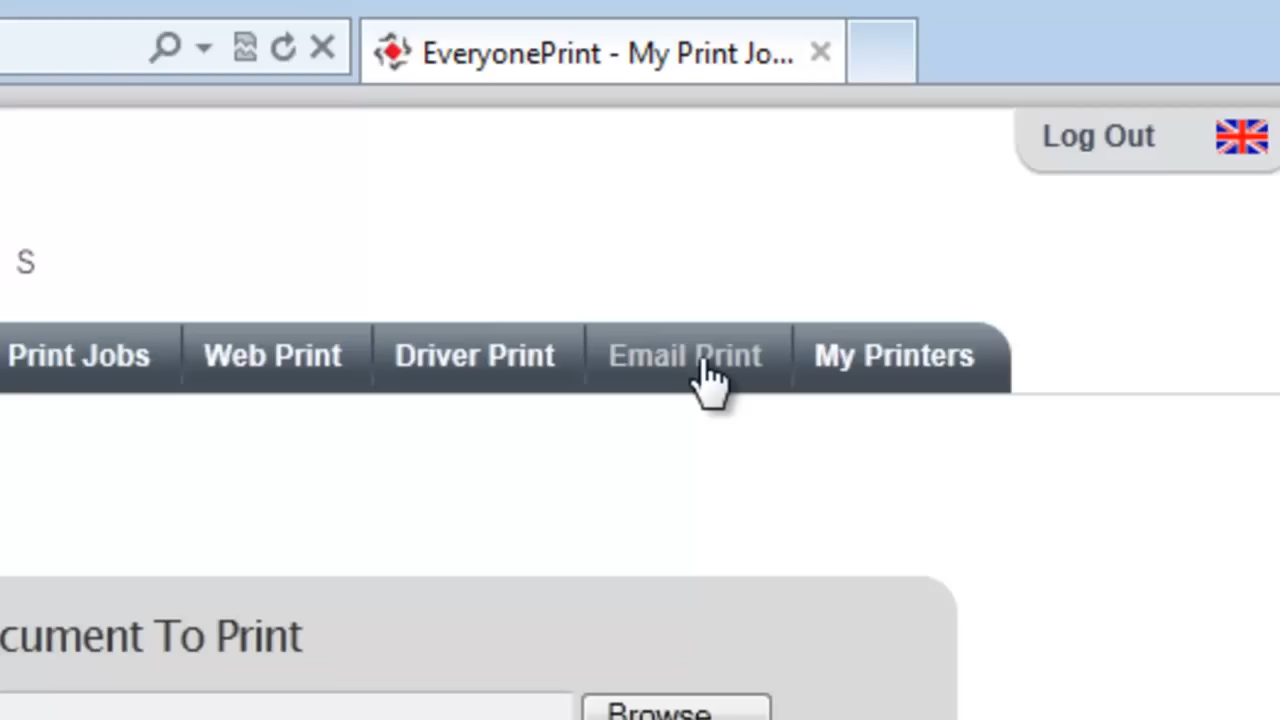 EveryonePrint - My Print Jo...
Log Out
s
Print Jobs Web Print Driver Print Email Print My Printers
cument To Print
Browse